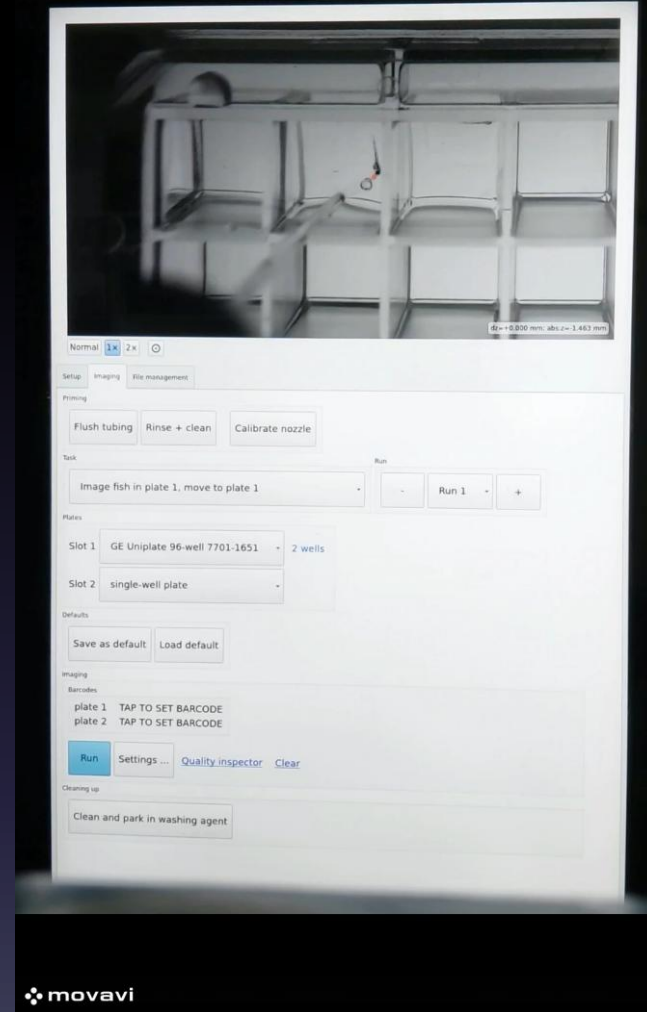 dz=+0.000 mm; abs.z=-1.463 mm
Normal 1× 2×
Setup Imaging File management
Priming
Flush tubing Rinse + clean Calibrate nozzle
Task Run
Image fish in plate 1, move to plate 1 - Run 1 +
Plates
Slot 1 GE Uniplate 96-well 7701-1651 2 wells
Slot 2 single-well plate
Defaults
Save as default Load default
Imaging
Barcodes
plate 1 TAP TO SET BARCODE
plate 2 TAP TO SET BARCODE
Run Settings ... Quality inspector Clear
Cleaning up
Clean and park in washing agent
movavi